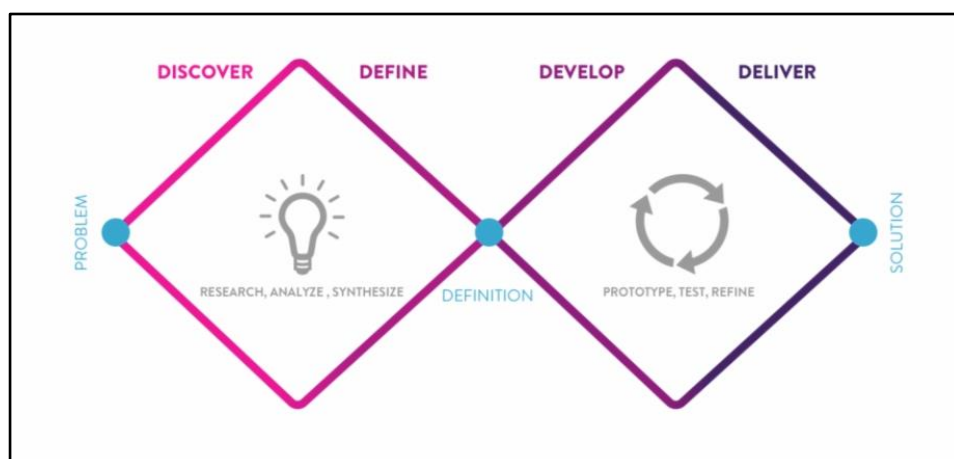 DISCOVER
DEFINE
DEVELOP
DELIVER
PROBLEM
RESEARCH, ANALYZE , SYNTHESIZE
DEFINITION
PROTOTYPE, TEST, REFINE
SOLUTION